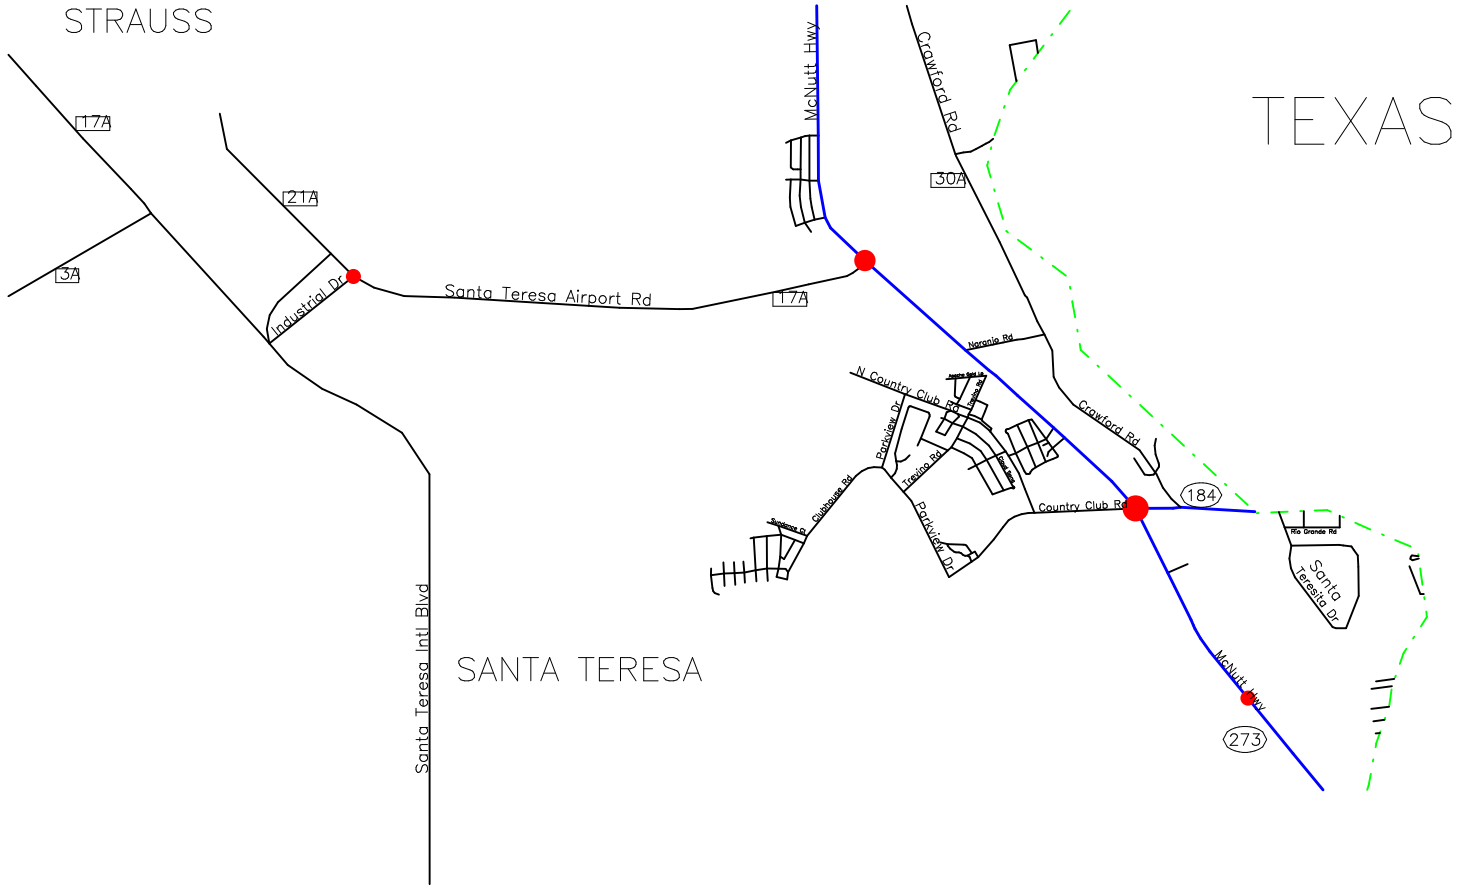 STRAUSS
McNutt Hwy
Crawford Rd
TEXAS
17A
30A
21A
3A
Industrial Dr
Santa Teresa Airport Rd
17A
Naranjo Rd
N Country Club Rd
Trevino Rd
Parkview Dr
Crawford Rd
Trevino Rd
Clubhouse Rd
184
Country Club Rd
Parkview Dr
Rio Grande Rd
Santa
Teresita Dr
Santa Teresa Intl Blvd
SANTA TERESA
McNutt Hwy
273